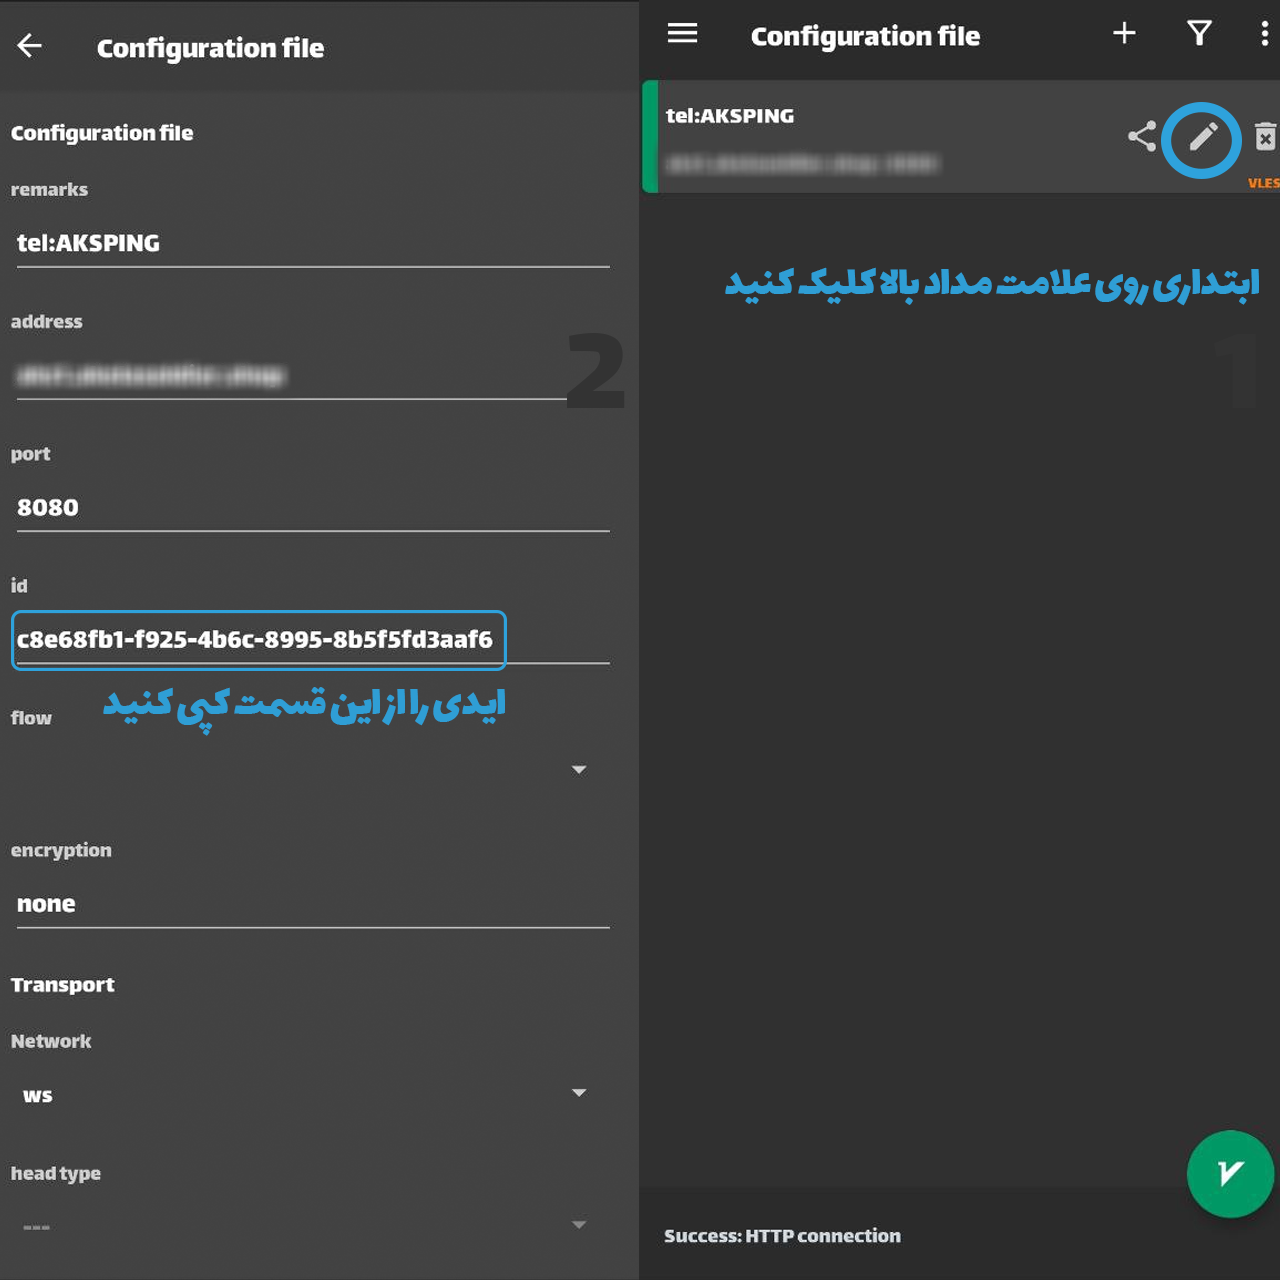 Configuration file
Configuration file
remarks
tel:AKSPING
address
2
port
8080
id
c8e68fb1-f925-4b6c-8995-8b5f5fd3aaf6
ایدی را از این قسمت کپی کنید
flow
encryption
none
Transport
Network
ws
head type
---
Configuration file
tel:AKSPING
VLES
ابتداری روی علامت مداد بالا کلیک کنید
1
Success: HTTP connection